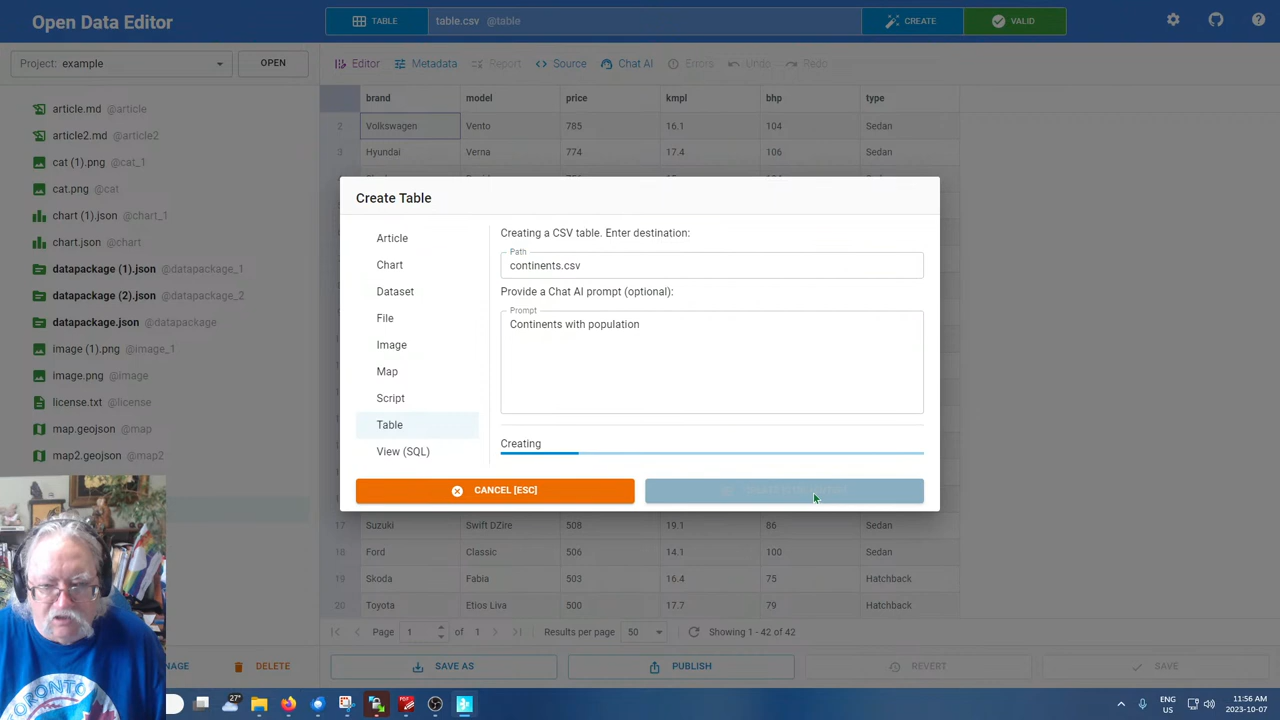 Open Data Editor
TABLE
table.csv @table
CREATE
VALID
Project: example
OPEN
Editor
Metadata
Report
Source
Chat AI
Errors
Undo
Redo
article.md @article
article2.md @article2
cat (1).png @cat_1
cat.png @cat
chart (1).json @chart_1
chart.json @chart
datapackage (1).json @datapackage_1
datapackage (2).json @datapackage_2
datapackage.json @datapackage
image (1).png @image_1
image.png @image
license.txt @license
map.geojson @map
map2.geojson @map2
brand model price kmpl bhp type
2 Volkswagen Vento 785 16.1 104 Sedan
3 Hyundai Verna 774 17.4 106 Sedan
Create Table
Article
Chart
Dataset
File
Image
Map
Script
Table
View (SQL)
Creating a CSV table. Enter destination:
Path
continents.csv
Provide a Chat AI prompt (optional):
Prompt
Continents with population
Creating
CANCEL [ESC]
17 Suzuki Swift DZire 508 19.1 86 Sedan
18 Ford Classic 506 14.1 100 Sedan
19 Skoda Fabia 503 16.4 75 Hatchback
20 Toyota Etios Liva 500 17.7 79 Hatchback
Page 1 of 1
Results per page 50
Showing 1 - 42 of 42
DELETE
SAVE AS
PUBLISH
REVERT
SAVE
TORONTO
27°
ENG
US
11:56 AM
2023-10-07